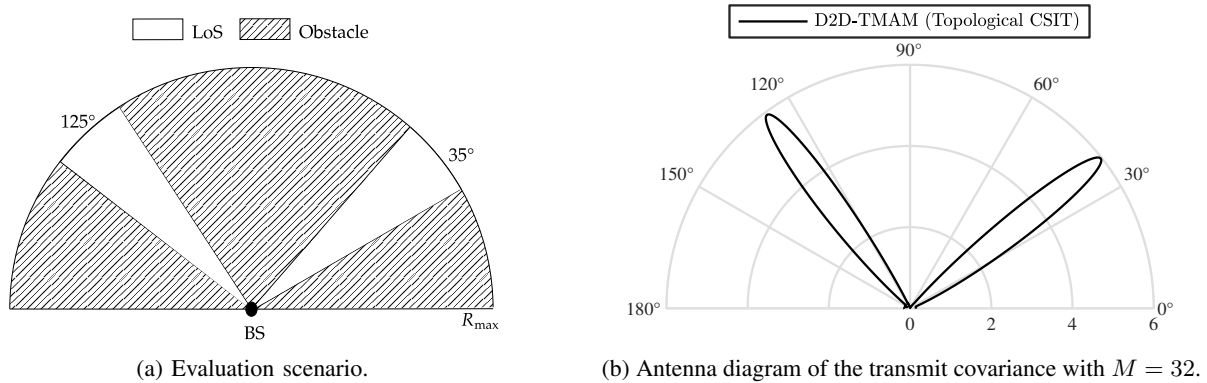 LoS Obstacle
125°
35°
R_max
BS
(a) Evaluation scenario.
D2D-TMAM (Topological CSIT)
90°
120°
60°
150°
30°
180°
0°
0 2 4 6
(b) Antenna diagram of the transmit covariance with M = 32.